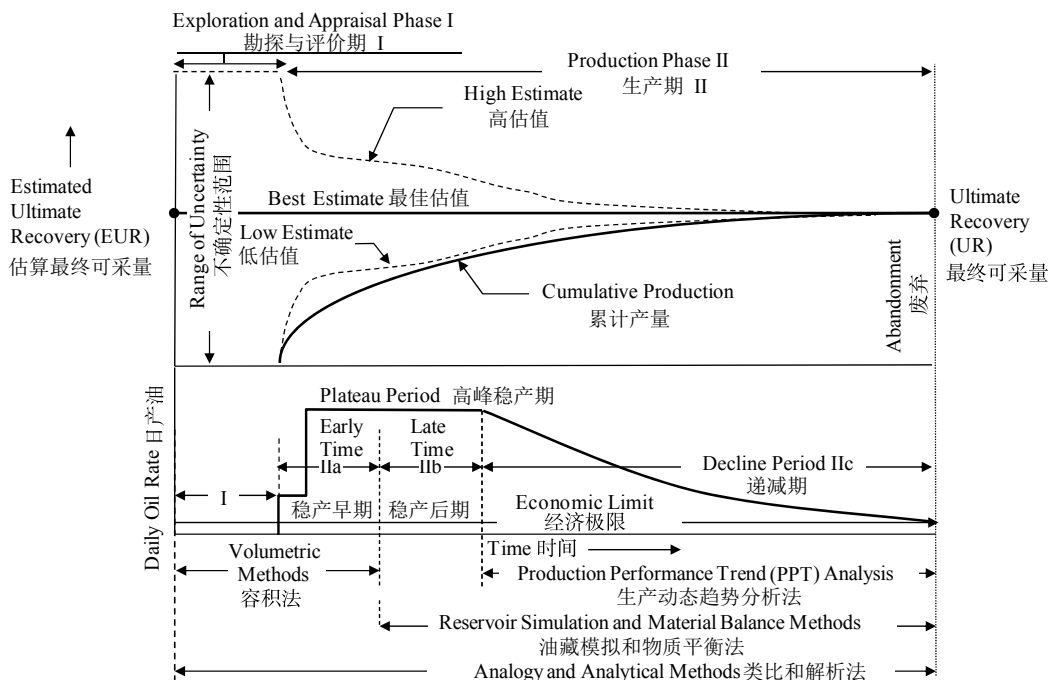 Exploration and Appraisal Phase I
勘探与评价期 I
Production Phase II
生产期 II
High Estimate
高估值
Range of Uncertainty
不确定性范围
Estimated
Ultimate
Recovery (EUR)
估算最终可采量
Best Estimate 最佳估值
Ultimate
Recovery
(UR)
最终可采量
Low Estimate
低估值
Cumulative Production
累计产量
Abandonment
废弃
Daily Oil Rate 日产油
Plateau Period 高峰稳产期
Early
Time
IIa
Late
Time
IIb
Decline Period IIc
递减期
I
稳产早期
稳产后期
Economic Limit
经济极限
Time 时间
Volumetric
Methods
容积法
Production Performance Trend (PPT) Analysis
生产动态趋势分析法
Reservoir Simulation and Material Balance Methods
油藏模拟和物质平衡法
Analogy and Analytical Methods 类比和解析法